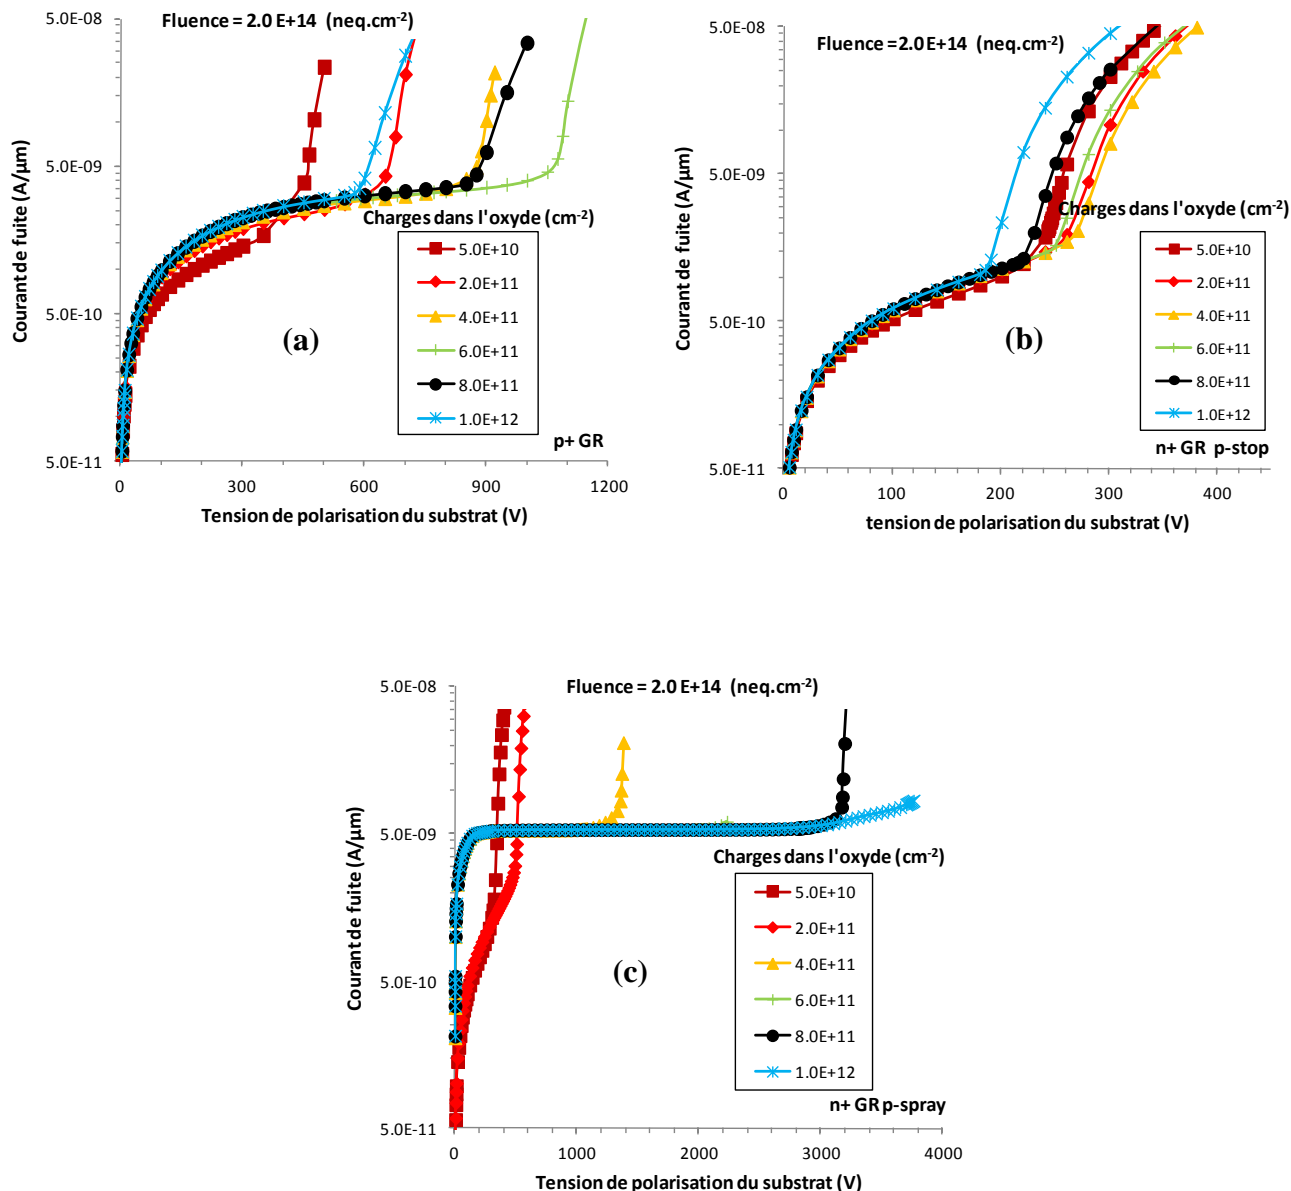 Fluence = 2.0 E+14 (neq.cm-2)
5.0E-08
5.0E-09
5.0E-10
5.0E-11
Courant de fuite (A/µm)
Charges dans l'oxyde (cm-2)
5.0E+10
2.0E+11
4.0E+11
6.0E+11
8.0E+11
1.0E+12
(a)
p+ GR
0 300 600 900 1200
Tension de polarisation du substrat (V)
Fluence =2.0E+14 (neq.cm-2)
5.0E-08
5.0E-09
5.0E-10
5.0E-11
Courant de fuite (A/µm)
Charges dans l'oxyde (cm-2)
5.0E+10
2.0E+11
4.0E+11
6.0E+11
8.0E+11
1.0E+12
(b)
n+ GR p-stop
0 100 200 300 400
tension de polarisation du substrat (V)
Fluence = 2.0 E+14 (neq.cm-2)
5.0E-08
5.0E-09
5.0E-10
5.0E-11
Courant de fuite (A/µm)
Charges dans l'oxyde (cm-2)
5.0E+10
2.0E+11
4.0E+11
6.0E+11
8.0E+11
1.0E+12
(c)
n+ GR p-spray
0 1000 2000 3000 4000
Tension de polarisation du substrat (V)